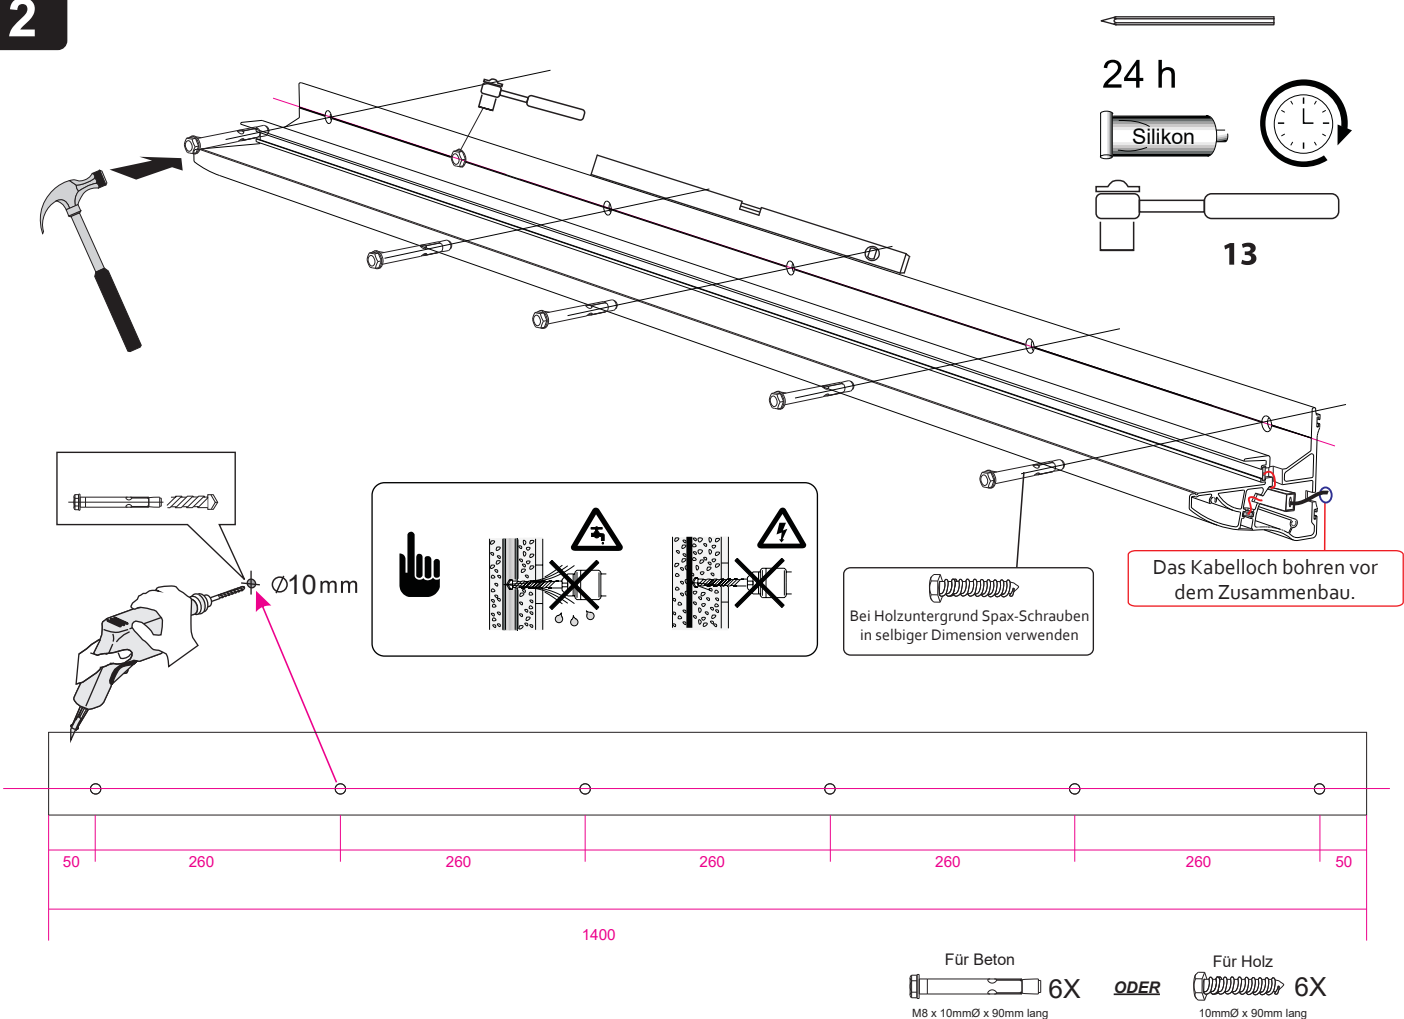 2
24 h
Silikon
13
Ø10mm
Bei Holzuntergrund Spax-Schrauben
in selbiger Dimension verwenden
Das Kabelloch bohren vor
dem Zusammenbau.
50 260 260 260 260 260 50
1400
Für Beton
6X
M8 x 10mmØ x 90mm lang
ODER
Für Holz
6X
10mmØ x 90mm lang